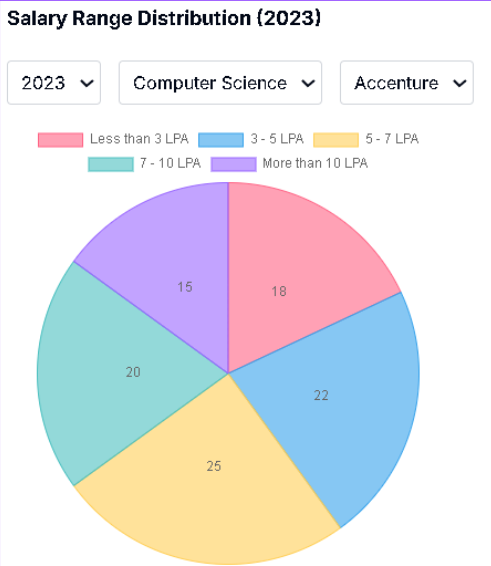 Salary Range Distribution (2023)
2023 Computer Science Accenture
Less than 3 LPA 3 - 5 LPA 5 - 7 LPA
7 - 10 LPA More than 10 LPA
15 18
20
22
25